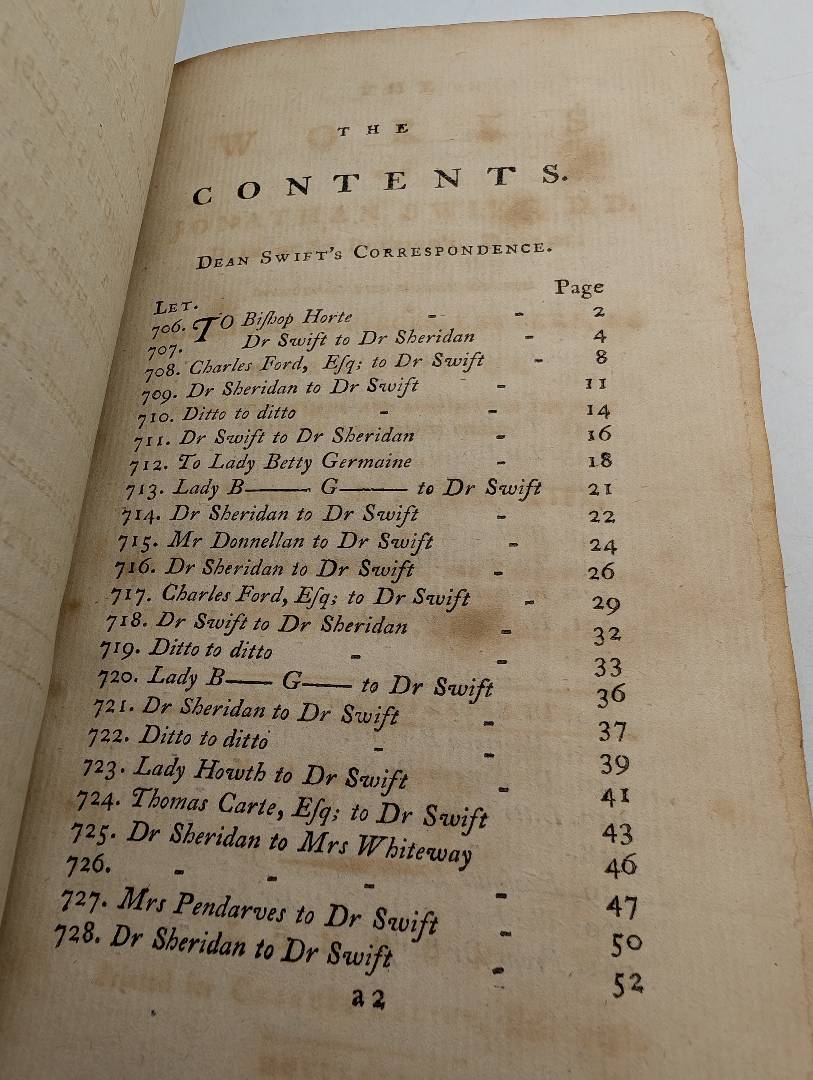 THE
CONTENTS.
DEAN SWIFT'S CORRESPONDENCE.
LET. Page
706. TO Biſhop Horte - - 2
707. Dr Swift to Dr Sheridan - 4
708. Charles Ford, Eſq; to Dr Swift - 8
709. Dr Sheridan to Dr Swift - 11
710. Ditto to ditto - - 14
711. Dr Swift to Dr Sheridan - 16
712. To Lady Betty Germaine - 18
713. Lady B—— G—— to Dr Swift 21
714. Dr Sheridan to Dr Swift - 22
715. Mr Donnellan to Dr Swift - 24
716. Dr Sheridan to Dr Swift - 26
717. Charles Ford, Eſq; to Dr Swift - 29
718. Dr Swift to Dr Sheridan - 32
719. Ditto to ditto - - 33
720. Lady B—— G—— to Dr Swift 36
721. Dr Sheridan to Dr Swift - 37
722. Ditto to ditto - - 39
723. Lady Howth to Dr Swift - 41
724. Thomas Carte, Eſq; to Dr Swift 43
725. Dr Sheridan to Mrs Whiteway 46
726. - - - - 47
727. Mrs Pendarves to Dr Swift - 50
728. Dr Sheridan to Dr Swift - 52
a 2